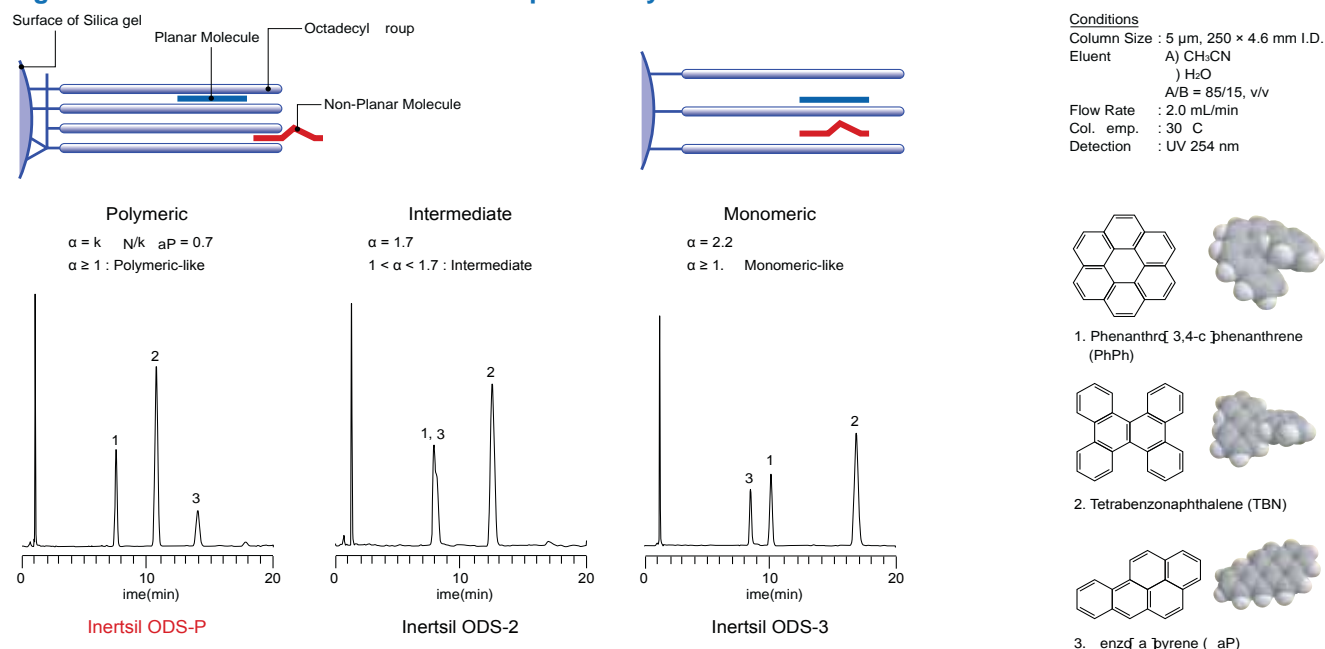 Surface of Silica gel
Planar Molecule
Octadecyl roup
Non-Planar Molecule
Conditions
Column Size : 5 µm, 250 × 4.6 mm I.D.
Eluent A) CH3CN
) H2O
A/B = 85/15, v/v
Flow Rate : 2.0 mL/min
Col. emp. : 30 C
Detection : UV 254 nm
Polymeric
α = k N/k aP = 0.7
α ≥ 1 : Polymeric-like
Intermediate
α = 1.7
1 < α < 1.7 : Intermediate
Monomeric
α = 2.2
α ≥ 1. Monomeric-like
1
2
3
0
10
20
ime(min)
Inertsil ODS-P
1, 3
2
0
10
20
ime(min)
Inertsil ODS-2
3
1
2
0
10
20
ime(min)
Inertsil ODS-3
1. Phenanthro[ 3,4-c ]phenanthrene
(PhPh)
2. Tetrabenzonaphthalene (TBN)
3. enzo[ a ]pyrene ( aP)